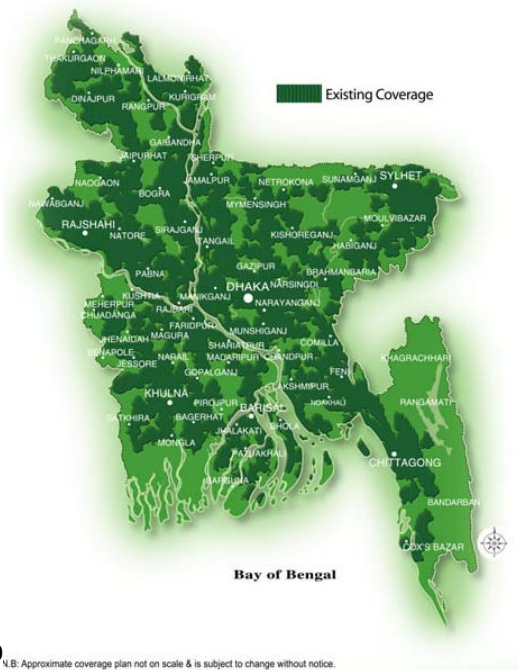 PANCHAGARH
THAKURGAON
NILPHAMARI
LALMONIRHAT
DINAJPUR
KURIGRAM
RANGPUR
Existing Coverage
GAIBANDHA
JAIPURHAT
SHERPUR
NAOGAON
JAMALPUR
NETROKONA
SUNAMGANJ
SYLHET
BOGRA
NAWABGANJ
MYMENSINGH
MOULVIBAZAR
RAJSHAHI
NATORE
SIRAJGANJ
KISHOREGANJ
TANGAIL
HABIGANJ
PABNA
GAZIPUR
BRAHMANBARIA
DHAKA
NARSINGDI
KUSHTIA
MANIKGANJ
MEHERPUR
NARAYANGANJ
CHUADANGA
RAJBARI
FARIDPUR
JHENAIDAH
MAGURA
MUNSHIGANJ
SHARIATPUR
COMILLA
BENAPOLE
JESSORE
NARAIL
MADARIPUR
CHANDPUR
KHAGRACHHARI
GOPALGANJ
FENI
LAKSHMIPUR
KHULNA
PIROJPUR
BARISAL
NOAKHALI
RANGAMATI
SATKHIRA
BAGERHAT
JHALAKATI
BHOLA
MONGLA
PATUAKHALI
CHITTAGONG
BARGUNA
BANDARBAN
COX'S BAZAR
Bay of Bengal
N.B: Approximate coverage plan not on scale & is subject to change without notice.